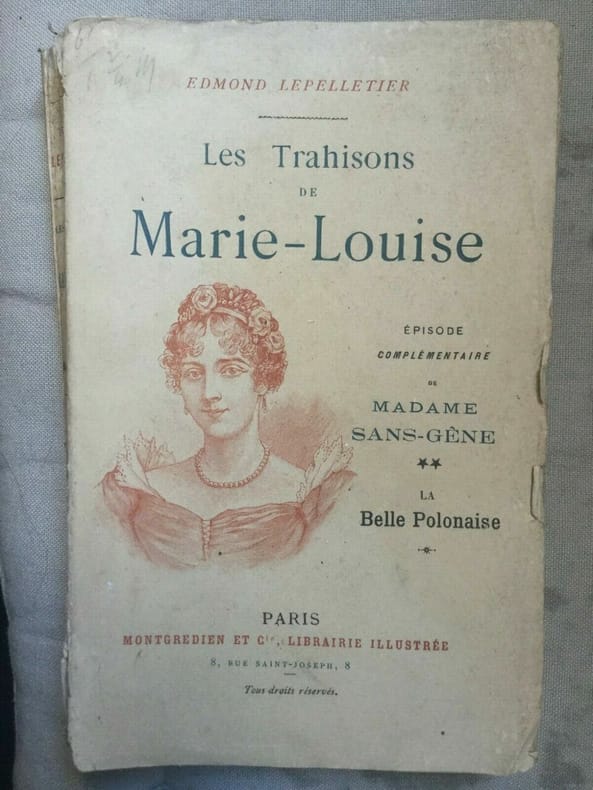 EDMOND LEPELLETIER
Les Trahisons
DE
Marie-Louise
ÉPISODE
COMPLÉMENTAIRE
DE
MADAME
SANS-GÊNE
★★
LA
Belle Polonaise
PARIS
MONTGREDIEN ET Cie, LIBRAIRIE ILLUSTRÉE
8, RUE SAINT-JOSEPH, 8
Tous droits réservés.